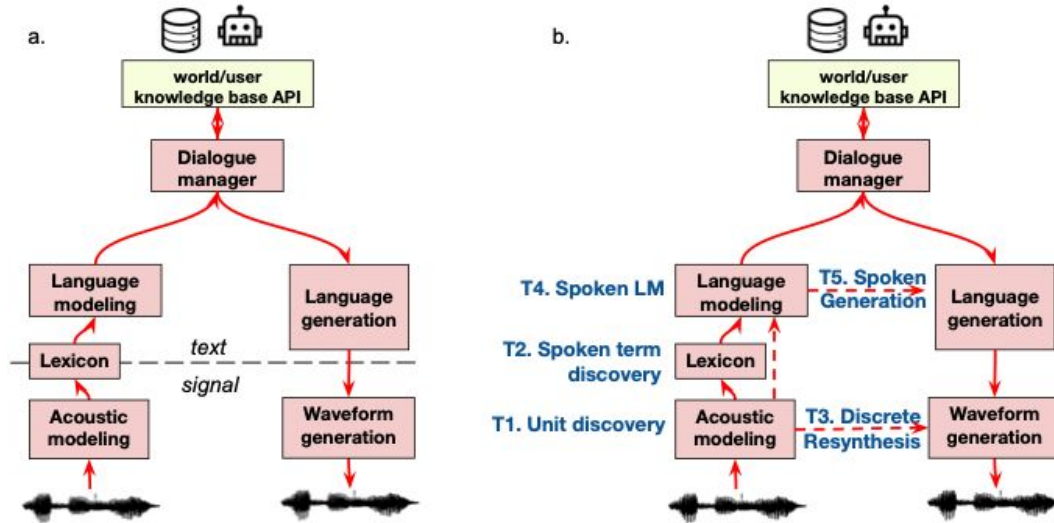 a.
world/user
knowledge base API
Dialogue
manager
Language
modeling
Language
generation
Lexicon
text
signal
Acoustic
modeling
Waveform
generation
b.
world/user
knowledge base API
Dialogue
manager
T4. Spoken LM
Language
modeling
T5. Spoken
Generation
Language
generation
T2. Spoken term
discovery
Lexicon
T1. Unit discovery
Acoustic
modeling
T3. Discrete
Resynthesis
Waveform
generation